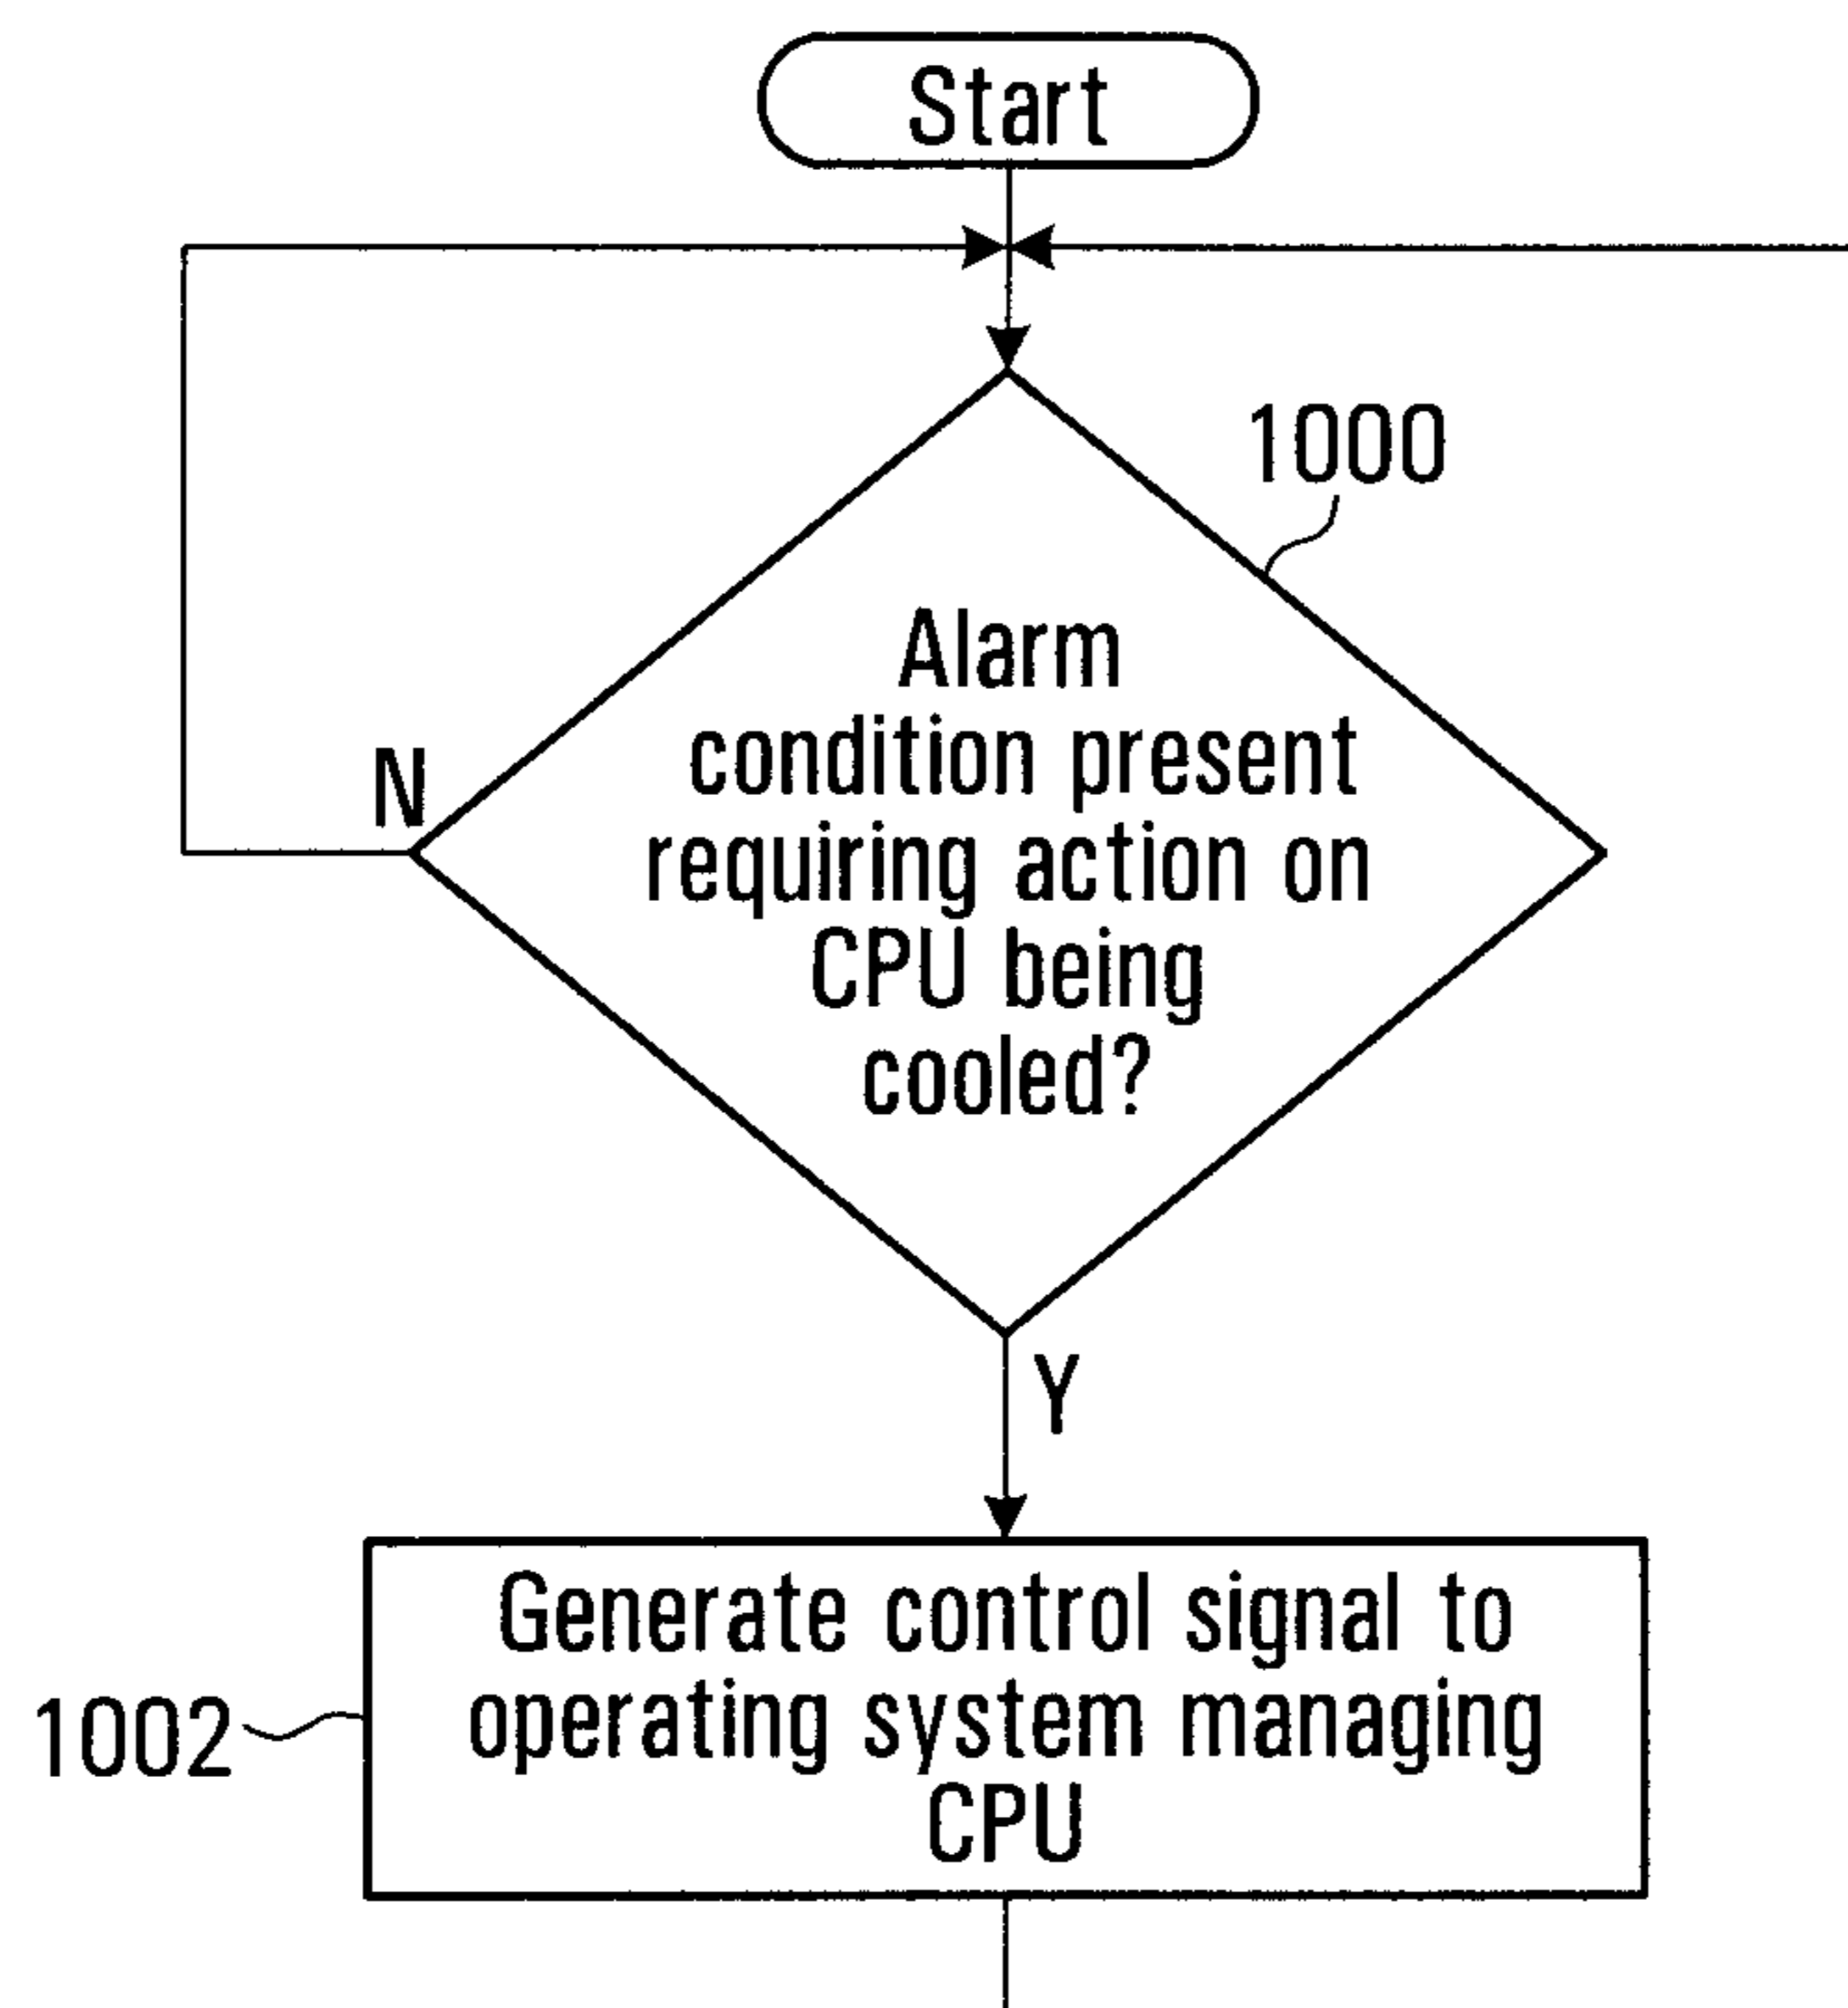 Start
1000
Alarm
condition present
requiring action on
CPU being
cooled?
N
Y
Generate control signal to
operating system managing
CPU
1002